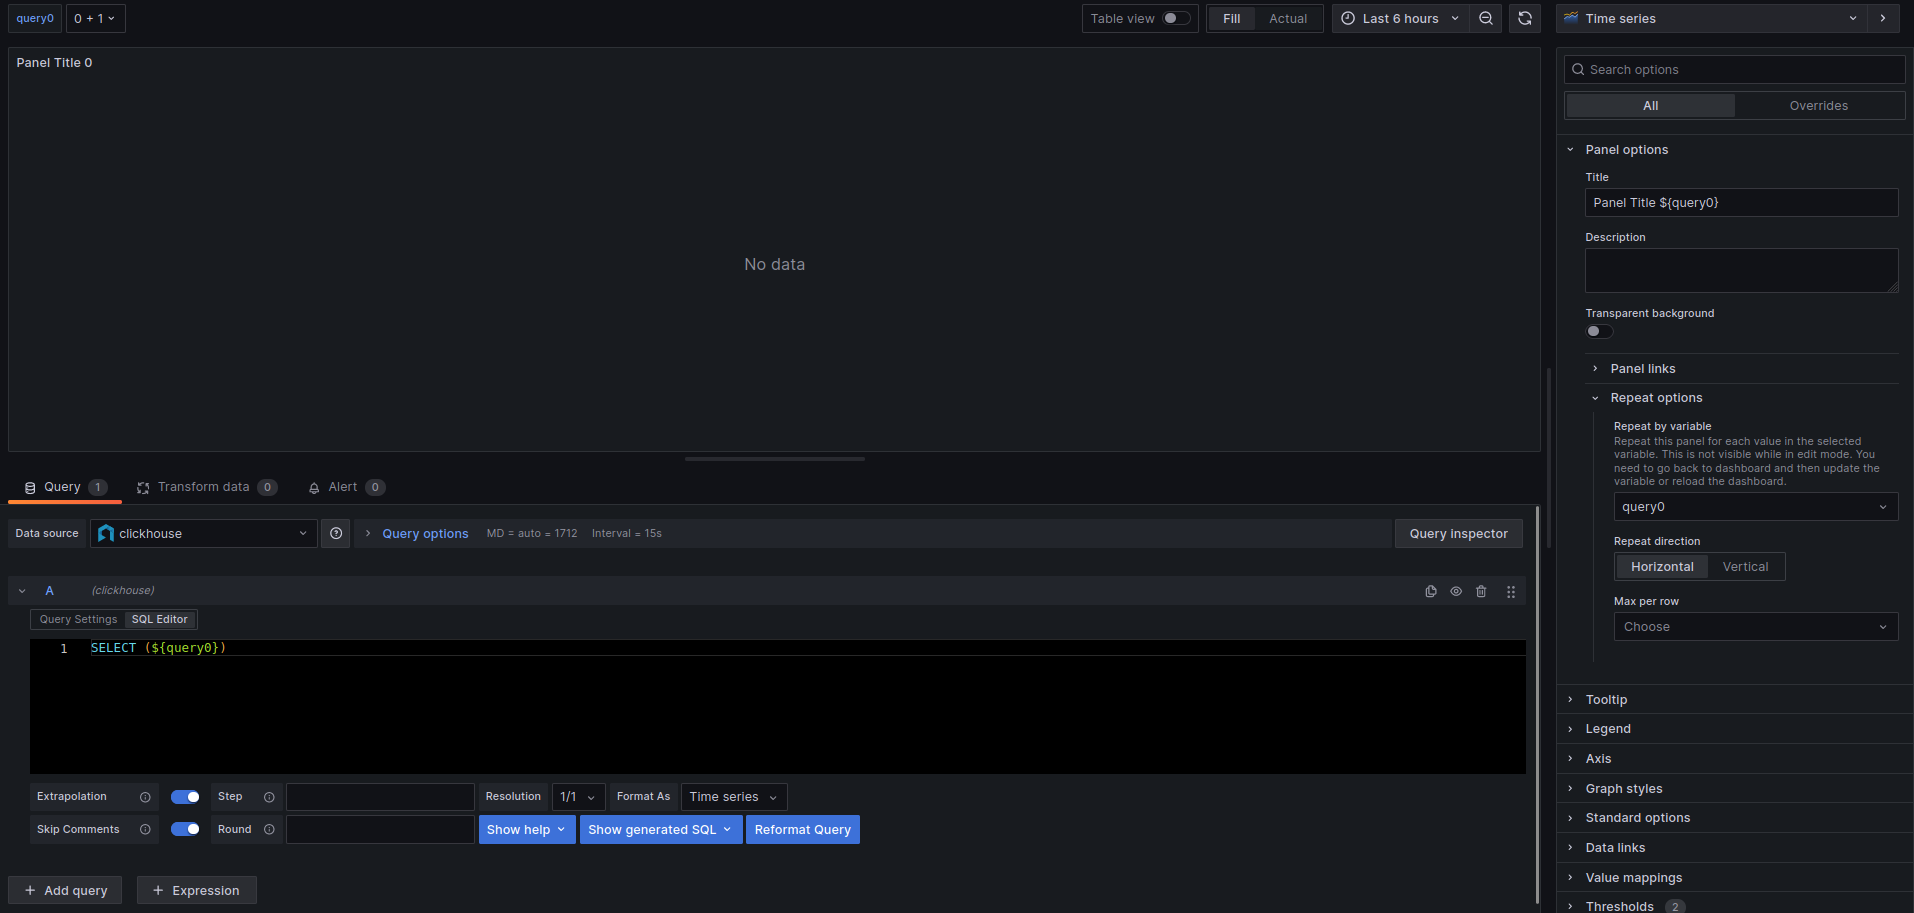 query0
0 + 1
Table view
Fill
Actual
Last 6 hours
Time series
Panel Title 0
No data
Search options
All
Overrides
Panel options
Title
Panel Title ${query0}
Description
Transparent background
Panel links
Repeat options
Repeat by variable
Repeat this panel for each value in the selected
variable. This is not visible while in edit mode. You
need to go back to dashboard and then update the
variable or reload the dashboard.
query0
Repeat direction
Horizontal
Vertical
Max per row
Choose
Tooltip
Legend
Axis
Graph styles
Standard options
Data links
Value mappings
Thresholds 2
Query 1
Transform data 0
Alert 0
Data source
clickhouse
Query options
MD = auto = 1712
Interval = 15s
Query inspector
A
(clickhouse)
Query Settings
SQL Editor
1 SELECT (${query0})
Extrapolation
Step
Resolution
1/1
Format As
Time series
Skip Comments
Round
Show help
Show generated SQL
Reformat Query
+ Add query
+ Expression